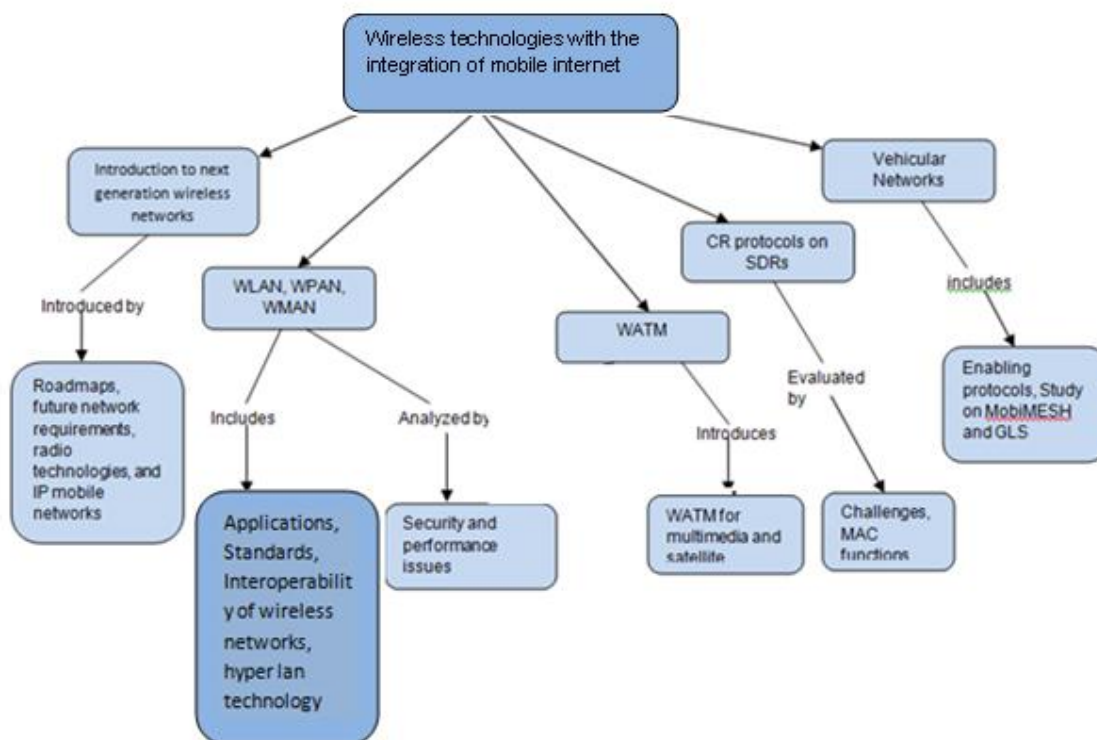 Wireless technologies with the
integration of mobile internet
Introduction to next
generation wireless
networks
Vehicular
Networks
CR protocols on
SDRs
WLAN, WPAN,
WMAN
WATM
Introduced by
includes
Includes
Analyzed by
Evaluated
by
Introduces
Roadmaps,
future network
requirements,
radio
technologies, and
IP mobile
networks
Enabling
protocols, Study
on MobiMESH
and GLS
Applications,
Standards,
Interoperabilit
y of wireless
networks,
hyper lan
technology
Security and
performance
issues
WATM for
multimedia and
satellite
Challenges,
MAC
functions